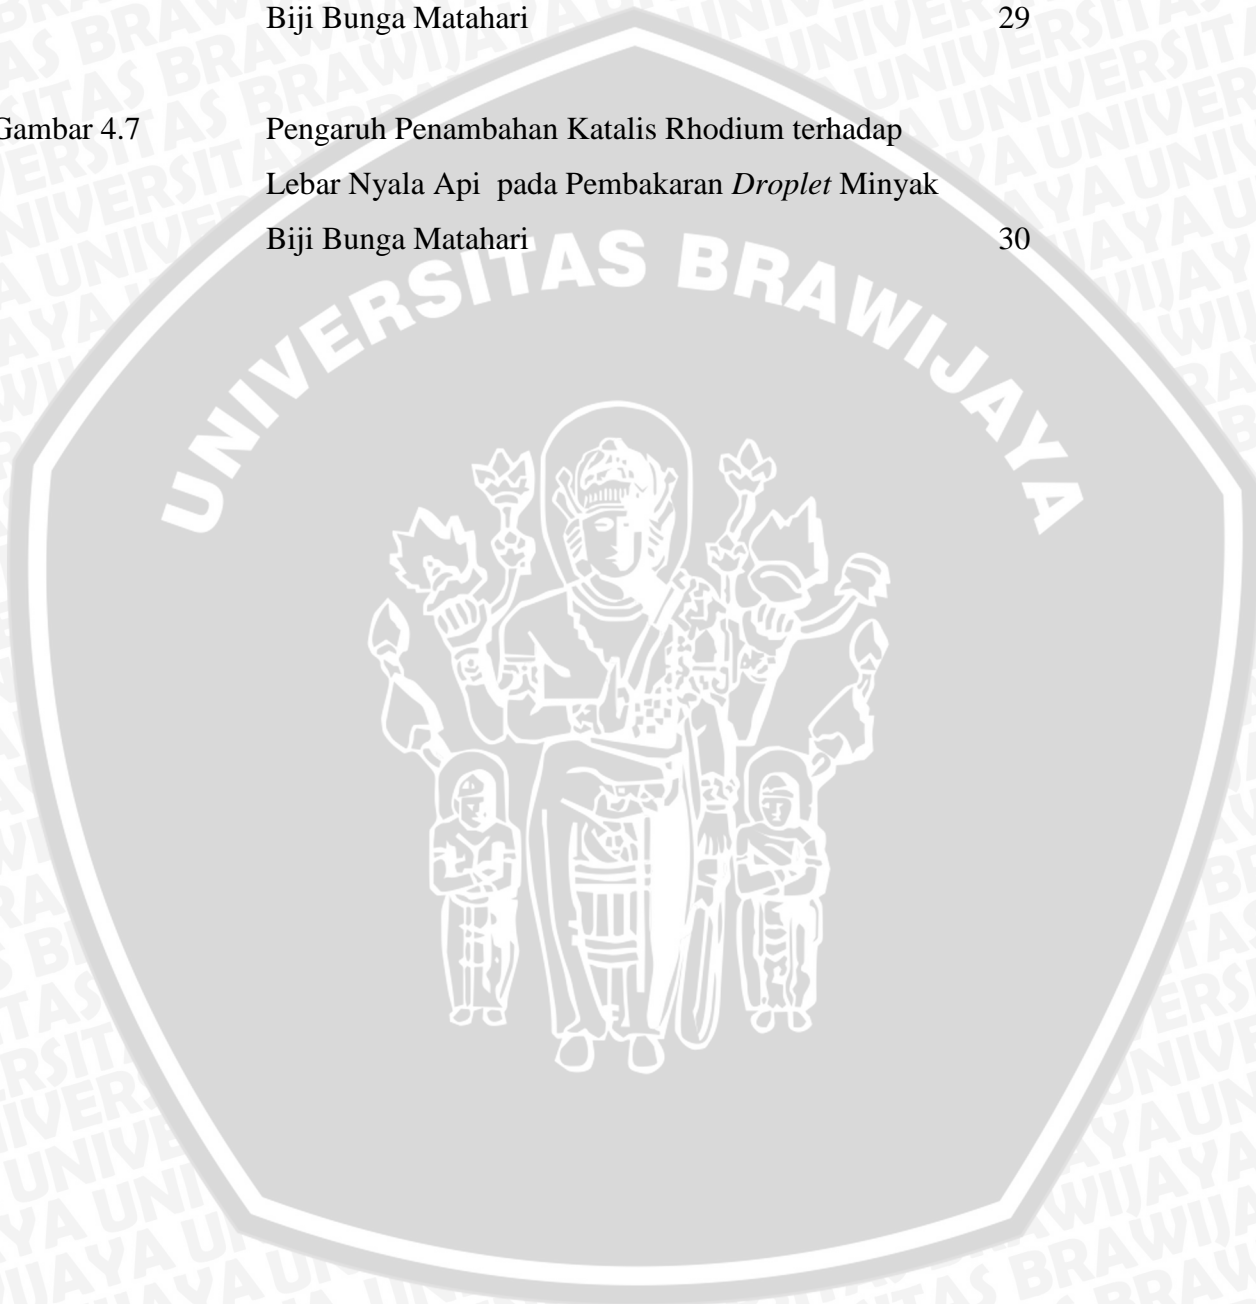 Biji Bunga Matahari 29
Gambar 4.7 Pengaruh Penambahan Katalis Rhodium terhadap
Lebar Nyala Api pada Pembakaran Droplet Minyak
Biji Bunga Matahari 30
UNIVERSITAS BRAWIJAYA